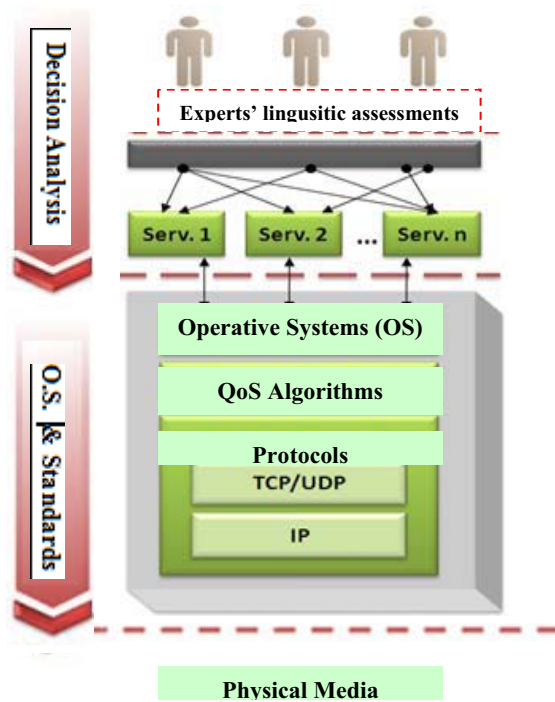 Decision Analysis
Experts' lingusitic assessments
Serv. 1
Serv. 2
...
Serv. n
O.S. & Standards
Operative Systems (OS)
QoS Algorithms
Protocols
TCP/UDP
IP
Physical Media